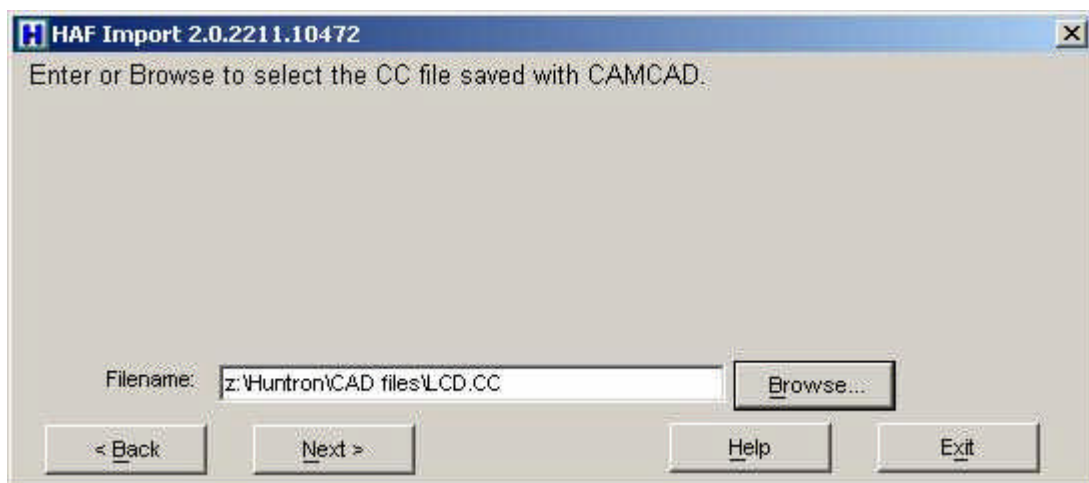 H HAF Import 2.0.2211.10472
Enter or Browse to select the CC file saved with CAMCAD.
Filename: z:\Huntron\CAD files\LCD.CC Browse...
< Back Next > Help Exit